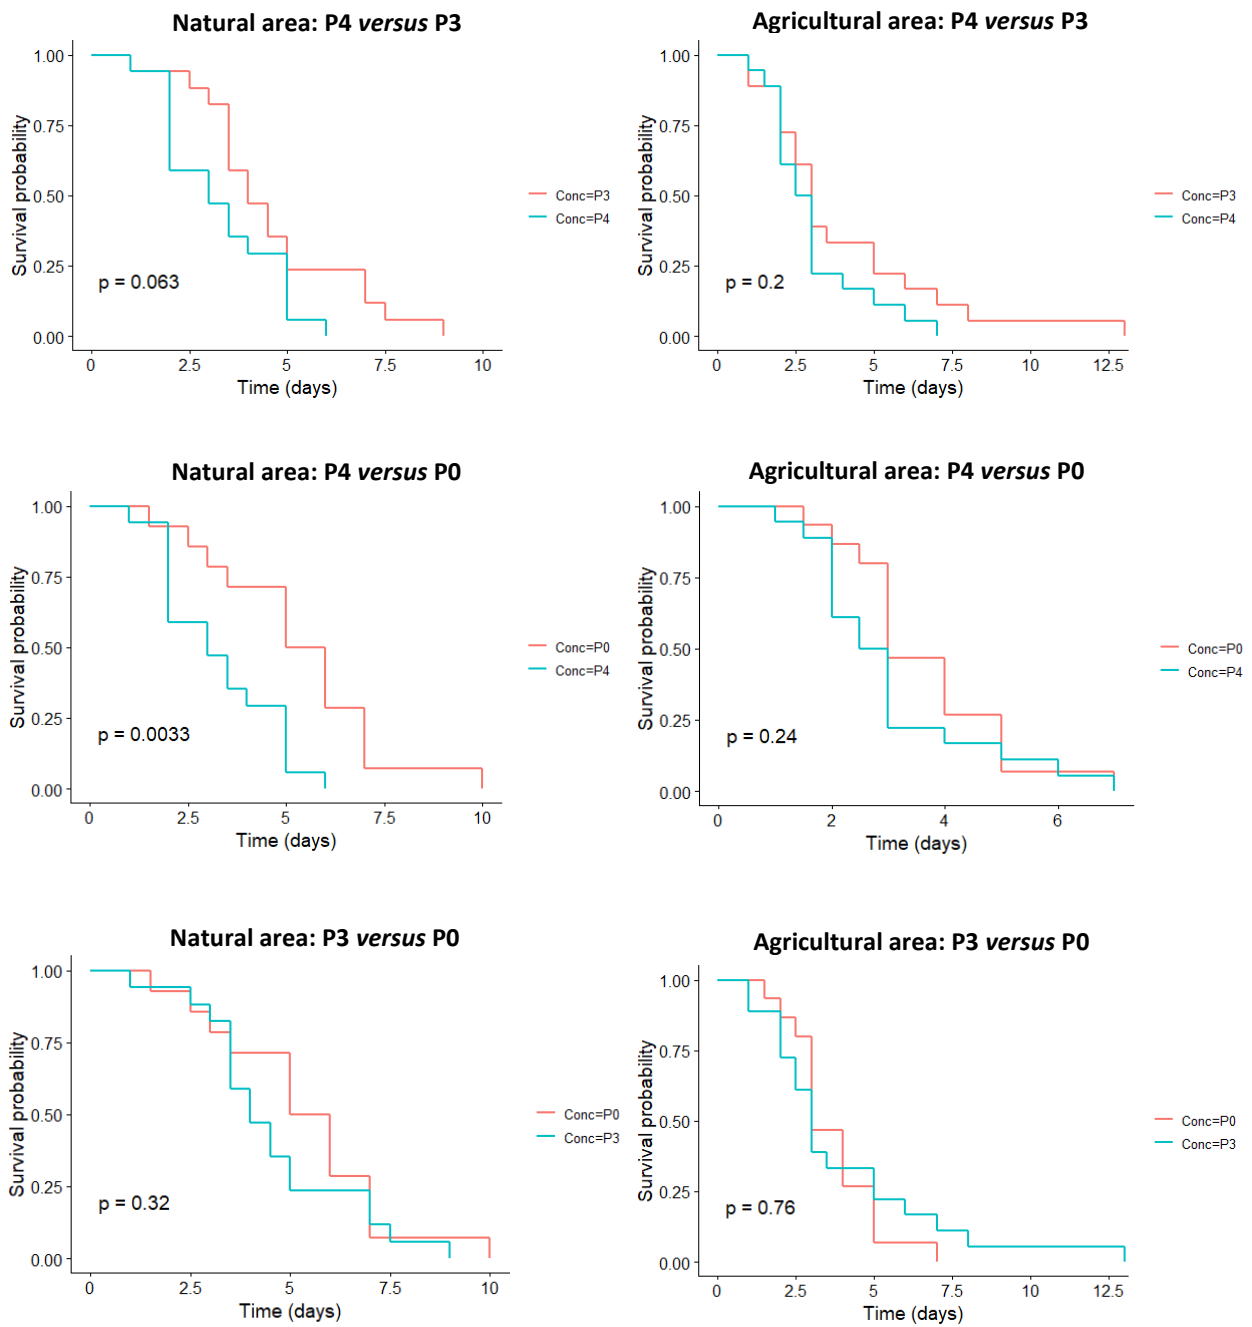 Natural area: P4 versus P3
Survival probability
1.00
0.75
0.50
0.25
0.00
p = 0.063
0 2.5 5 7.5 10
Time (days)
Conc=P3
Conc=P4
Agricultural area: P4 versus P3
Survival probability
1.00
0.75
0.50
0.25
0.00
p = 0.2
0 2.5 5 7.5 10 12.5
Time (days)
Conc=P3
Conc=P4
Natural area: P4 versus P0
Survival probability
1.00
0.75
0.50
0.25
0.00
p = 0.0033
0 2.5 5 7.5 10
Time (days)
Conc=P0
Conc=P4
Agricultural area: P4 versus P0
Survival probability
1.00
0.75
0.50
0.25
0.00
p = 0.24
0 2 4 6
Time (days)
Conc=P0
Conc=P4
Natural area: P3 versus P0
Survival probability
1.00
0.75
0.50
0.25
0.00
p = 0.32
0 2.5 5 7.5 10
Time (days)
Conc=P0
Conc=P3
Agricultural area: P3 versus P0
Survival probability
1.00
0.75
0.50
0.25
0.00
p = 0.76
0 2.5 5 7.5 10 12.5
Time (days)
Conc=P0
Conc=P3